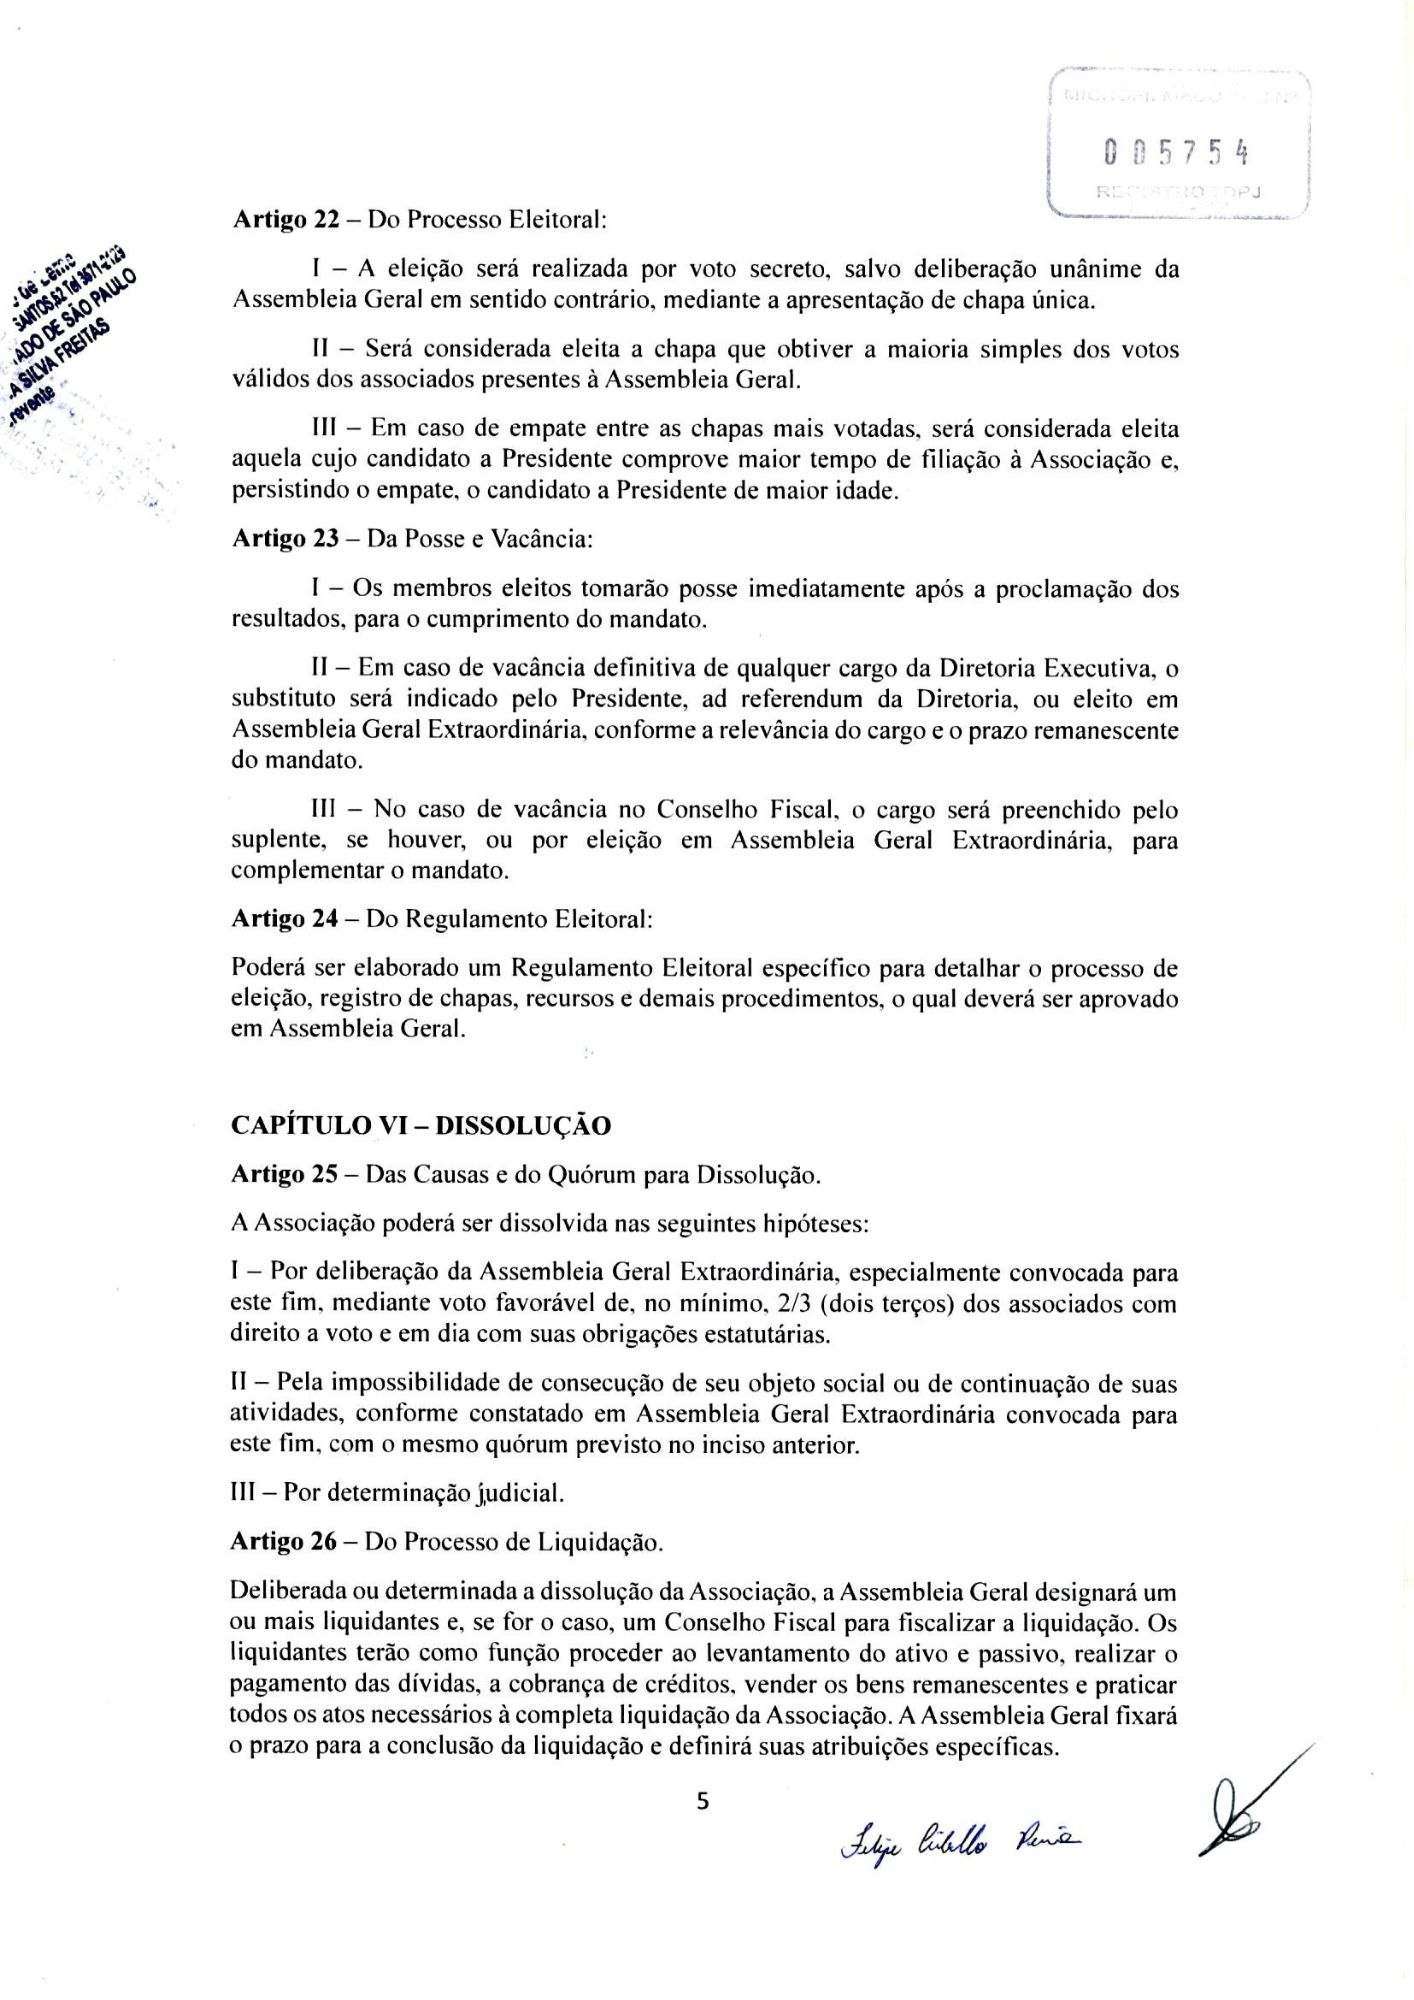 005754
REGISTRO TDPJ
SANTOS,62 Tel 3571-2129
ADO DE SÃO PAULO
A SILVA FREITAS
Artigo 22 – Do Processo Eleitoral:
I – A eleição será realizada por voto secreto, salvo deliberação unânime da
Assembleia Geral em sentido contrário, mediante a apresentação de chapa única.
II – Será considerada eleita a chapa que obtiver a maioria simples dos votos
válidos dos associados presentes à Assembleia Geral.
III – Em caso de empate entre as chapas mais votadas, será considerada eleita
aquela cujo candidato a Presidente comprove maior tempo de filiação à Associação e,
persistindo o empate, o candidato a Presidente de maior idade.
Artigo 23 – Da Posse e Vacância:
I – Os membros eleitos tomarão posse imediatamente após a proclamação dos
resultados, para o cumprimento do mandato.
II – Em caso de vacância definitiva de qualquer cargo da Diretoria Executiva, o
substituto será indicado pelo Presidente, ad referendum da Diretoria, ou eleito em
Assembleia Geral Extraordinária, conforme a relevância do cargo e o prazo remanescente
do mandato.
III – No caso de vacância no Conselho Fiscal, o cargo será preenchido pelo
suplente, se houver, ou por eleição em Assembleia Geral Extraordinária, para
complementar o mandato.
Artigo 24 – Do Regulamento Eleitoral:
Poderá ser elaborado um Regulamento Eleitoral específico para detalhar o processo de
eleição, registro de chapas, recursos e demais procedimentos, o qual deverá ser aprovado
em Assembleia Geral.
CAPÍTULO VI – DISSOLUÇÃO
Artigo 25 – Das Causas e do Quórum para Dissolução.
A Associação poderá ser dissolvida nas seguintes hipóteses:
I – Por deliberação da Assembleia Geral Extraordinária, especialmente convocada para
este fim, mediante voto favorável de, no mínimo, 2/3 (dois terços) dos associados com
direito a voto e em dia com suas obrigações estatutárias.
II – Pela impossibilidade de consecução de seu objeto social ou de continuação de suas
atividades, conforme constatado em Assembleia Geral Extraordinária convocada para
este fim, com o mesmo quórum previsto no inciso anterior.
III – Por determinação judicial.
Artigo 26 – Do Processo de Liquidação.
Deliberada ou determinada a dissolução da Associação, a Assembleia Geral designará um
ou mais liquidantes e, se for o caso, um Conselho Fiscal para fiscalizar a liquidação. Os
liquidantes terão como função proceder ao levantamento do ativo e passivo, realizar o
pagamento das dívidas, a cobrança de créditos, vender os bens remanescentes e praticar
todos os atos necessários à completa liquidação da Associação. A Assembleia Geral fixará
o prazo para a conclusão da liquidação e definirá suas atribuições específicas.
5
Felipe